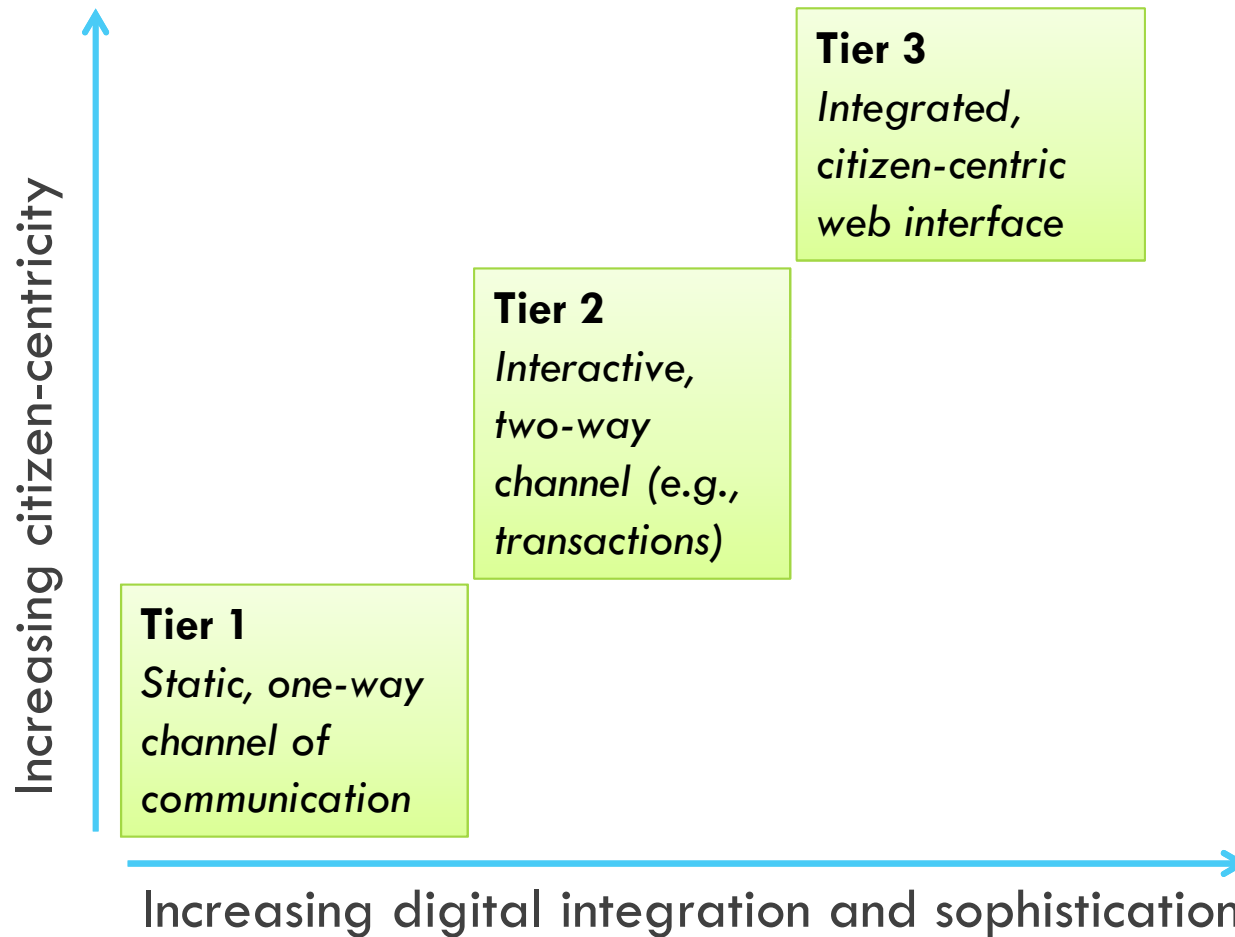 Increasing citizen-centricity
Tier 3
Integrated,
citizen-centric
web interface
Tier 2
Interactive,
two-way
channel (e.g.,
transactions)
Tier 1
Static, one-way
channel of
communication
Increasing digital integration and sophistication